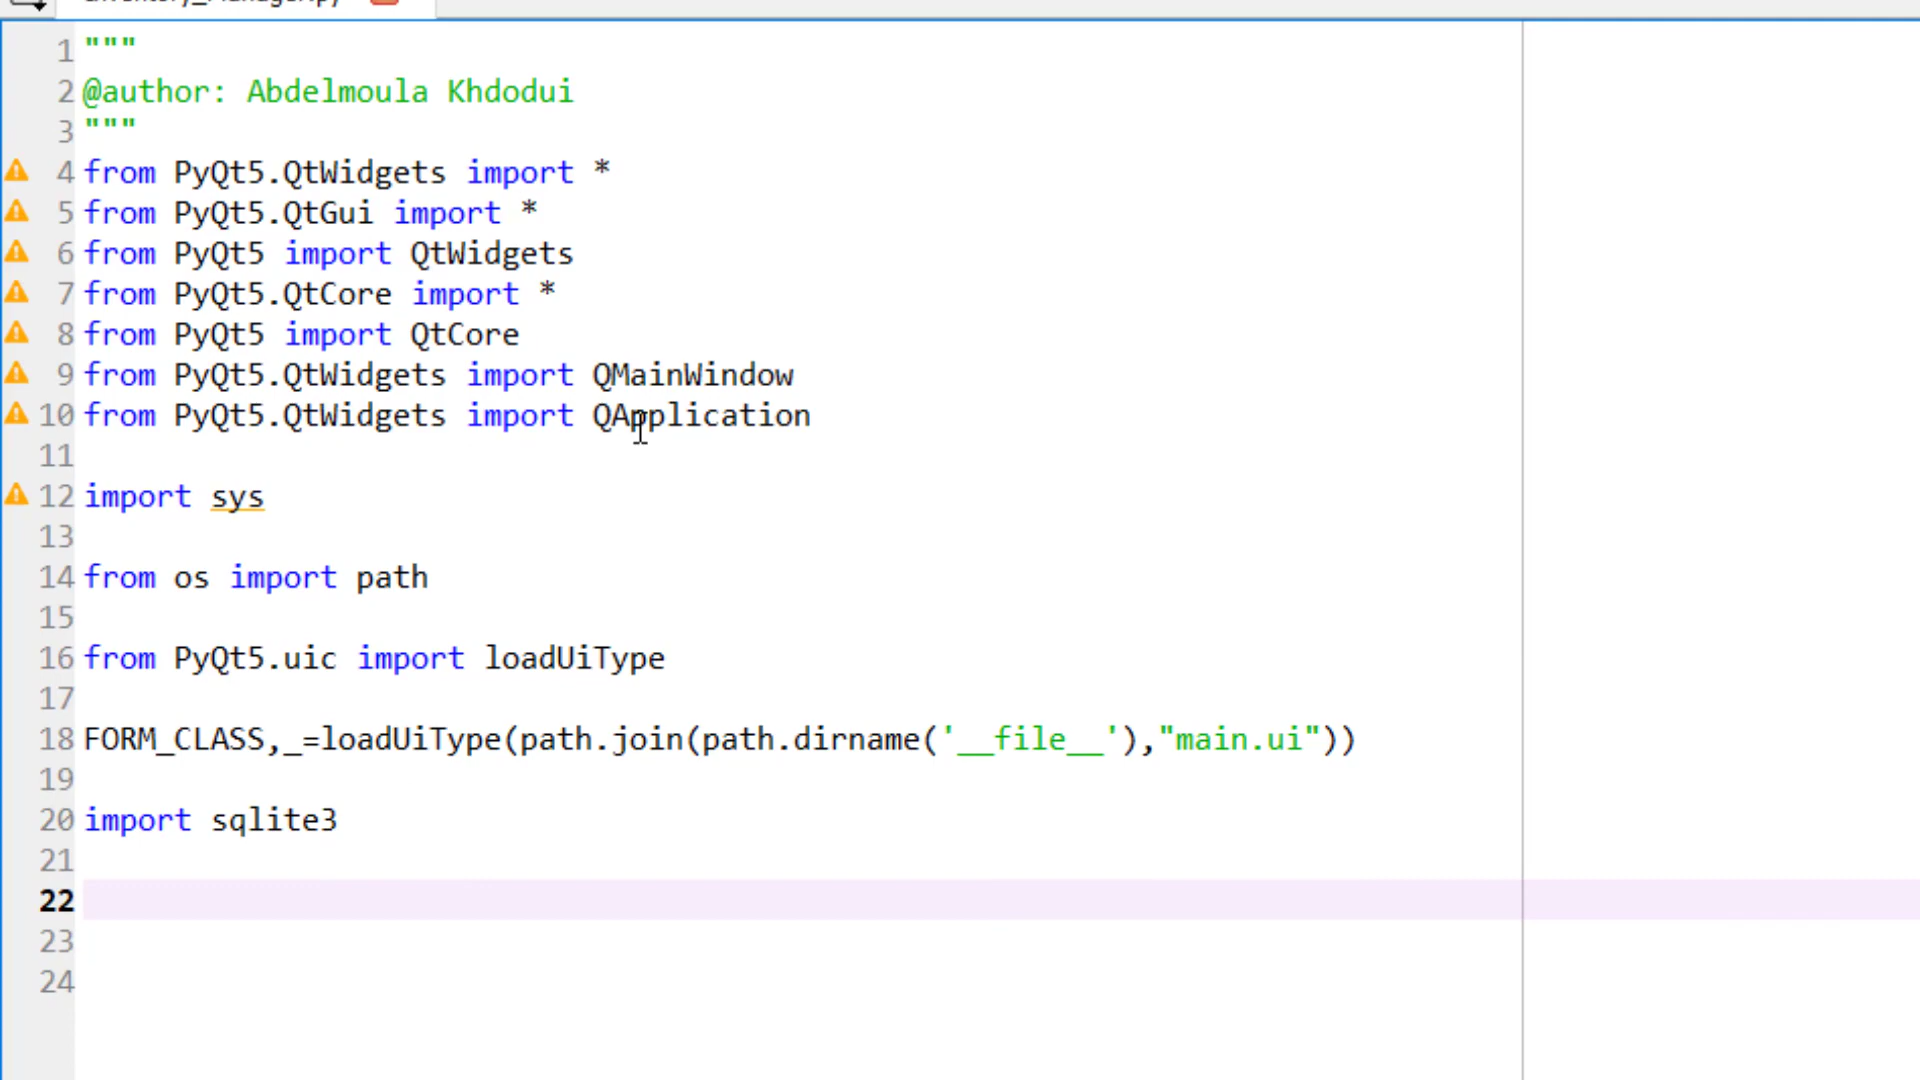 1 """
2 @author: Abdelmoula Khdodui
3 """
4 from PyQt5.QtWidgets import *
5 from PyQt5.QtGui import *
6 from PyQt5 import QtWidgets
7 from PyQt5.QtCore import *
8 from PyQt5 import QtCore
9 from PyQt5.QtWidgets import QMainWindow
10 from PyQt5.QtWidgets import QApplication
11
12 import sys
13
14 from os import path
15
16 from PyQt5.uic import loadUiType
17
18 FORM_CLASS,_=loadUiType(path.join(path.dirname('__file__'),"main.ui"))
19
20 import sqlite3
21
22
23
24